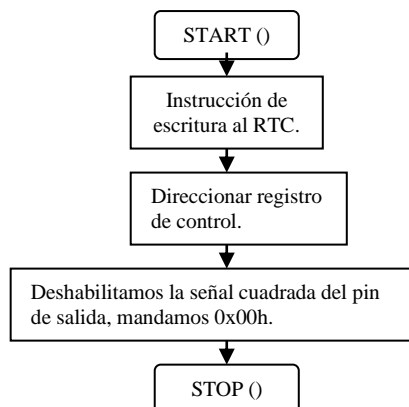 START ()
Instrucción de
escritura al RTC.
Direccionar registro
de control.
Deshabilitamos la señal cuadrada del pin
de salida, mandamos 0x00h.
STOP ()